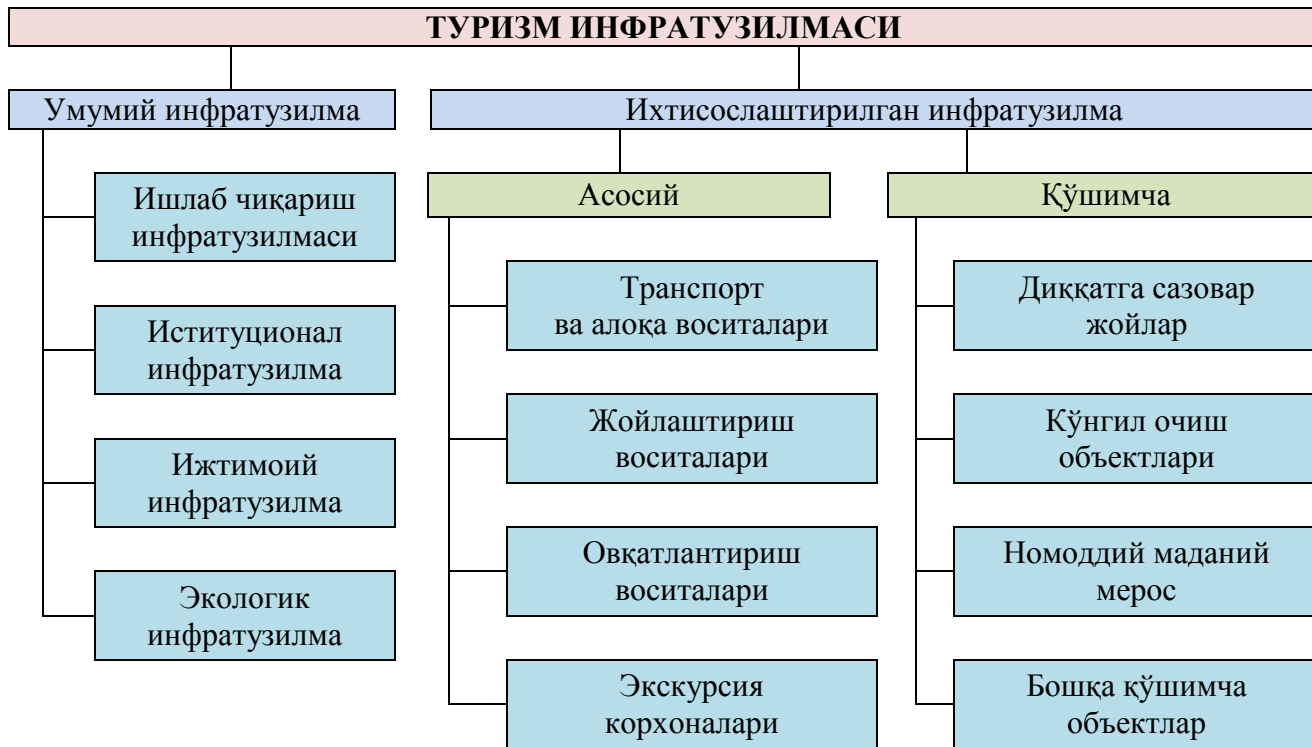 ТУРИЗМ ИНФРАТУЗИЛМАСИ
Умумий инфратузилма
Ишлаб чиқариш
инфратузилмаси
Иституционал
инфратузилма
Ижтимоий
инфратузилма
Экологик
инфратузилма
Ихтисослаштирилган инфратузилма
Асосий
Транспорт
ва алоқа воситалари
Жойлаштириш
воситалари
Овқатлантириш
воситалари
Экскурсия
корхоналари
Қўшимча
Диққатга сазовар
жойлар
Кўнгил очиш
объектлари
Номоддий маданий
мерос
Бошқа қўшимча
объектлар